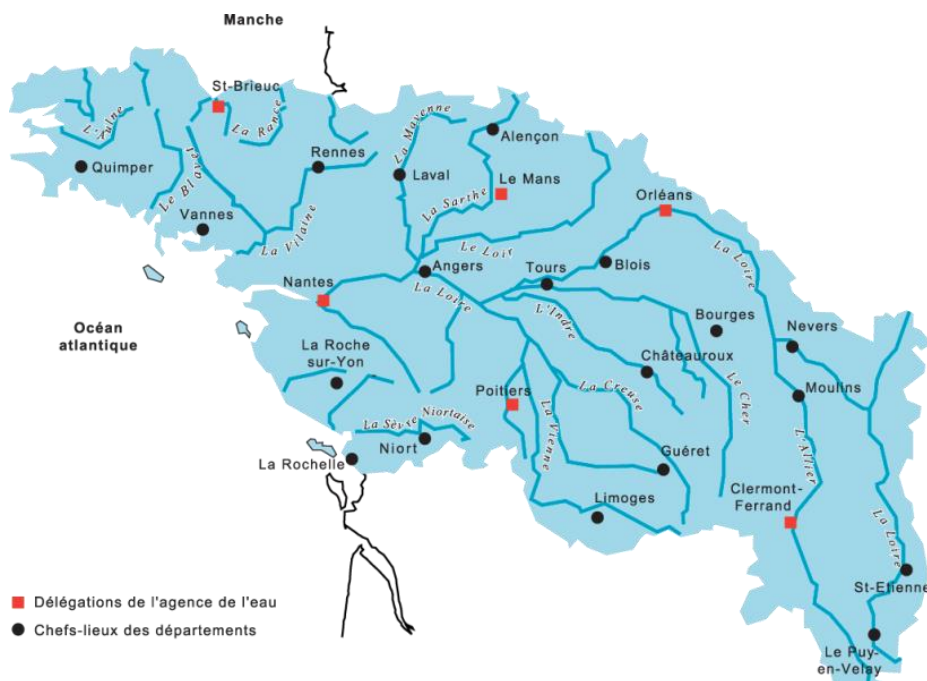 Manche
St-Brieuc
L'Aulne
La Rance
La Mayenne
Alençon
Quimper
Rennes
Laval
Le Blavet
Le Mans
La Sarthe
Orléans
Vannes
La Vilaine
Le Loir
La Loire
Angers
Tours
Blois
Nantes
La Loire
L'Indre
Bourges
Nevers
Océan
atlantique
La Roche
sur-Yon
Châteauroux
Poitiers
La Creuse
Le Cher
Moulins
La Sèvre Niortaise
La Vienne
L'Allier
Niort
Guéret
La Rochelle
Limoges
Clermont-
Ferrand
La Loire
St-Etienne
Délégations de l'agence de l'eau
Chefs-lieux des départements
Le Puy-
en-Velay